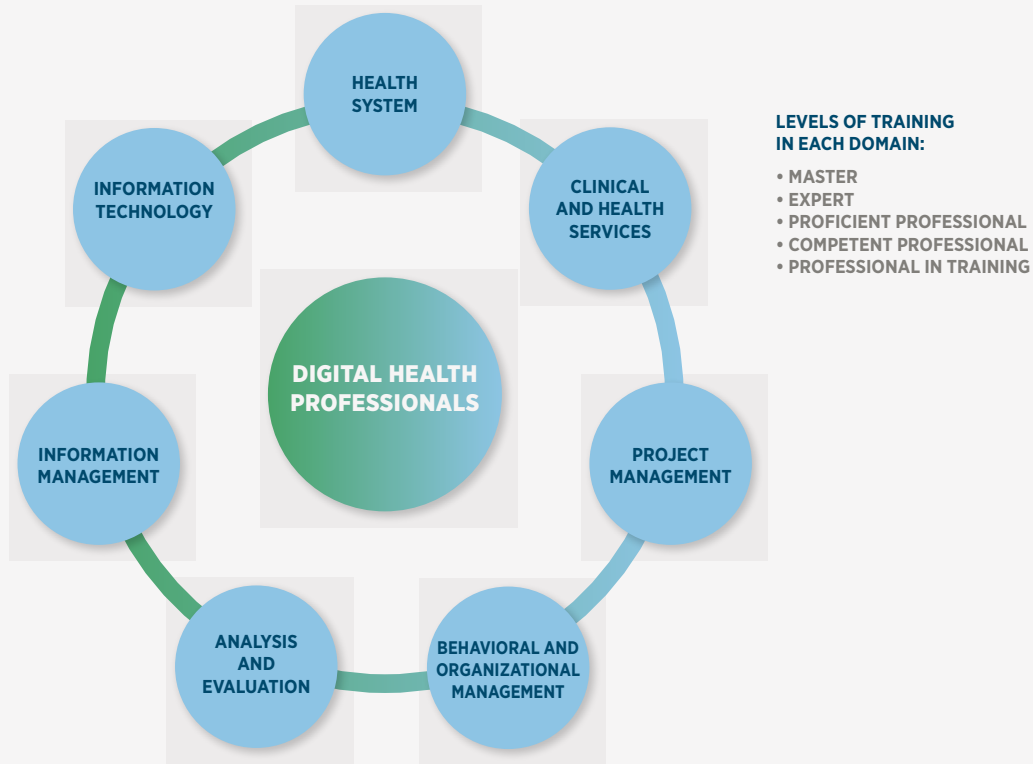 HEALTH
SYSTEM
CLINICAL
AND HEALTH
SERVICES
PROJECT
MANAGEMENT
BEHAVIORAL AND
ORGANIZATIONAL
MANAGEMENT
ANALYSIS
AND
EVALUATION
INFORMATION
MANAGEMENT
INFORMATION
TECHNOLOGY
DIGITAL HEALTH
PROFESSIONALS
LEVELS OF TRAINING
IN EACH DOMAIN:
• MASTER
• EXPERT
• PROFICIENT PROFESSIONAL
• COMPETENT PROFESSIONAL
• PROFESSIONAL IN TRAINING